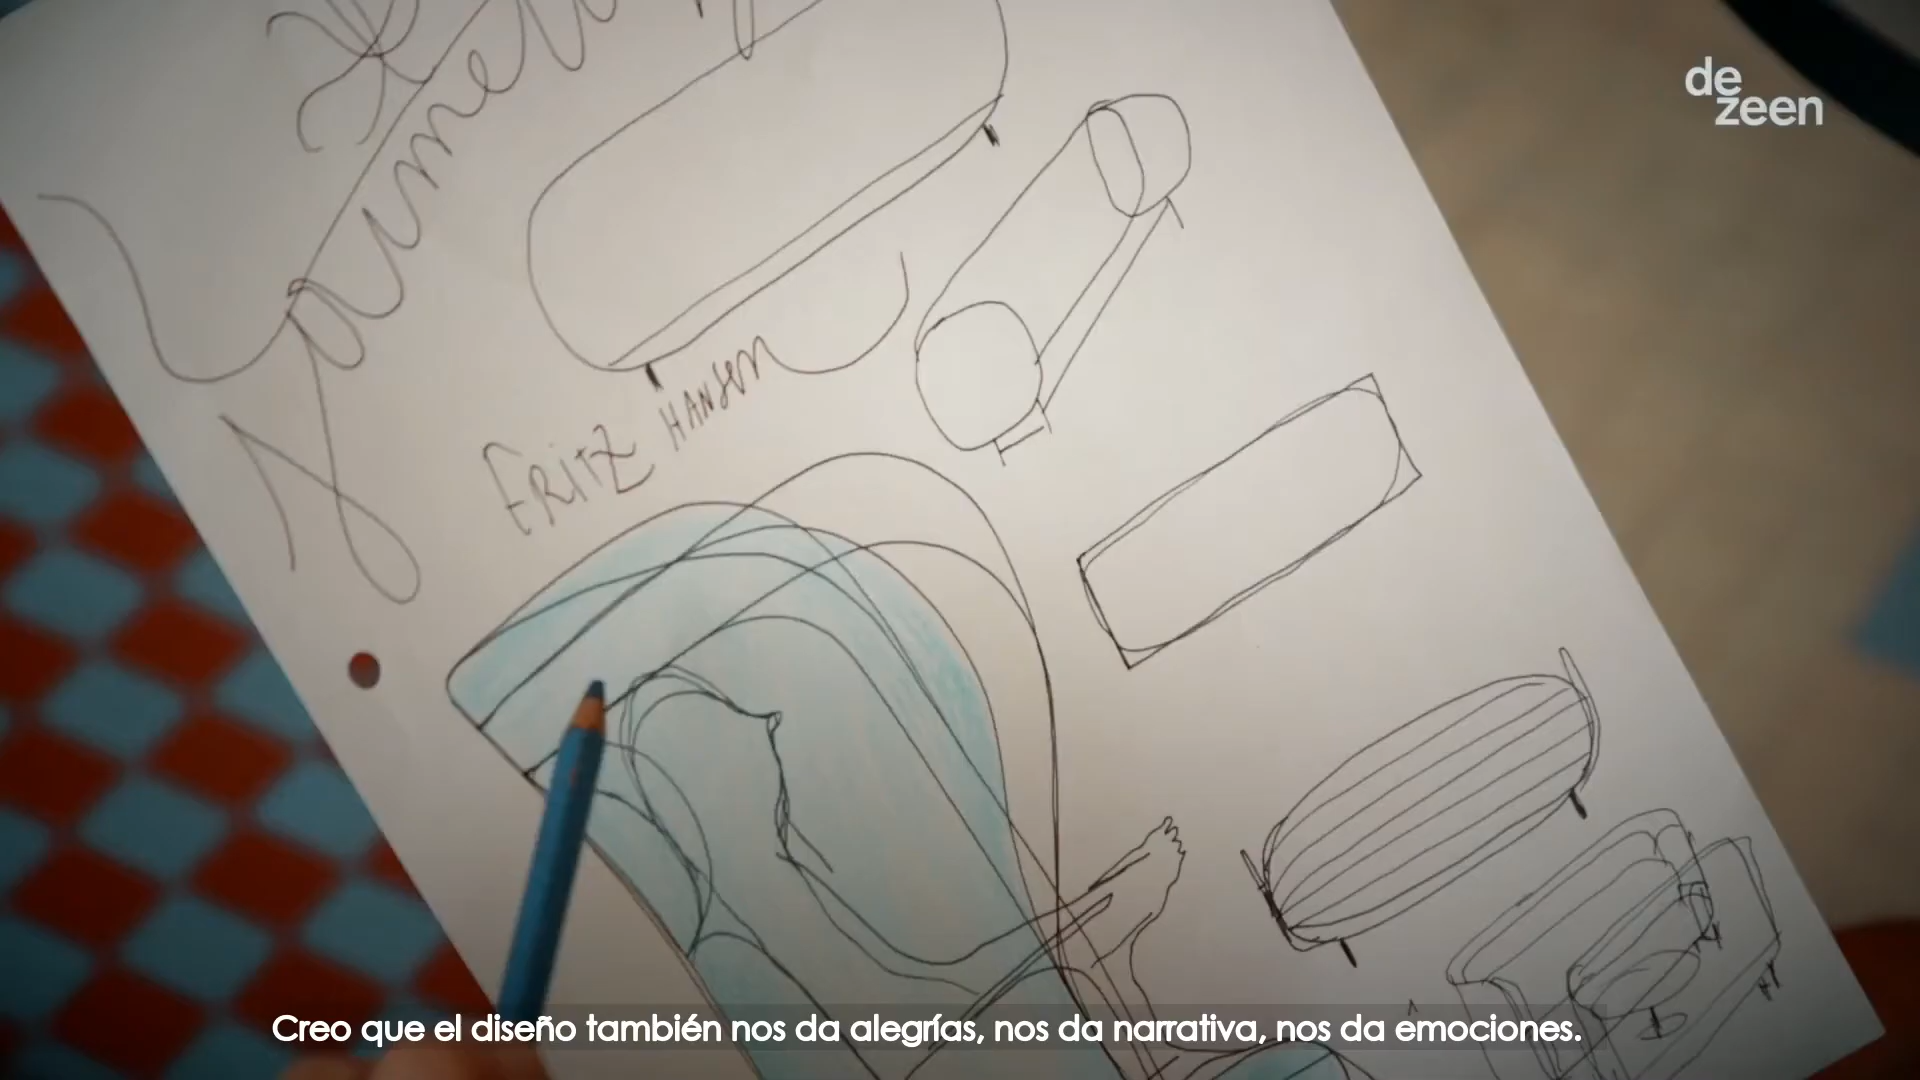 de
zeen
FRITZ HANSEN
Creo que el diseño también nos da alegrías, nos da narrativa, nos da emociones.